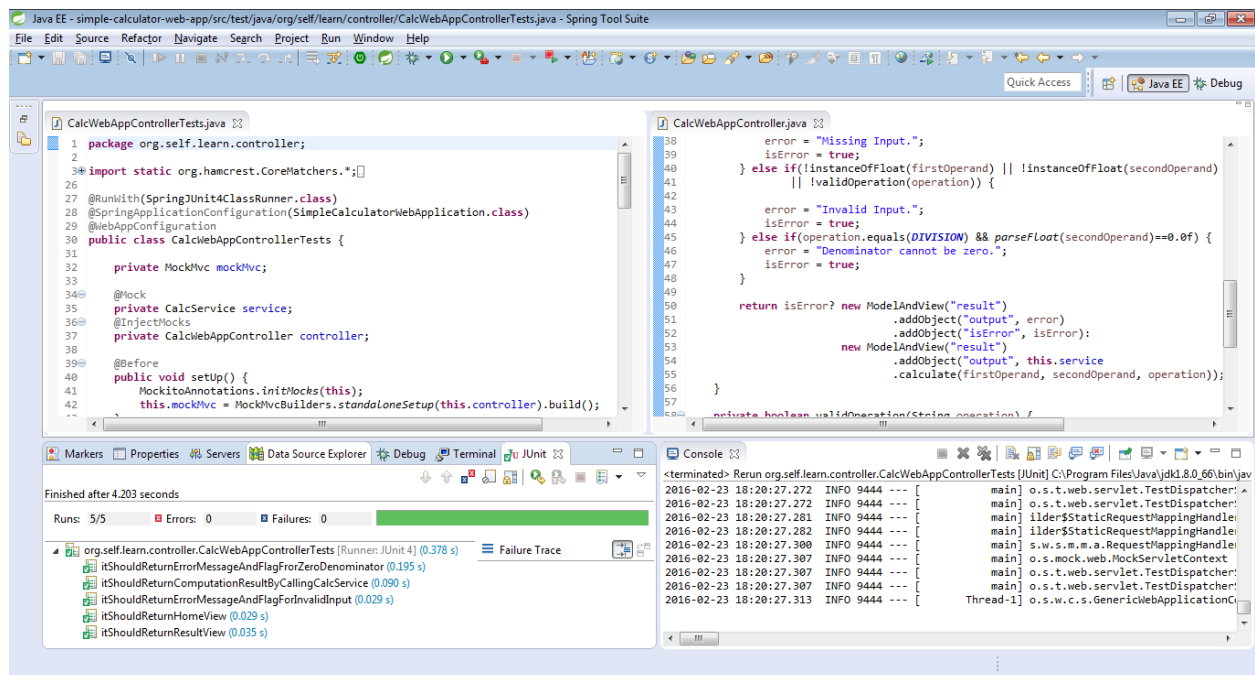 Java EE - simple-calculator-web-app/src/test/java/org/self/learn/controller/CalcWebAppControllerTests.java - Spring Tool Suite
File Edit Source Refactor Navigate Search Project Run Window Help
Quick Access Java EE Debug
CalcWebAppControllerTests.java
1 package org.self.learn.controller;
2
3 import static org.hamcrest.CoreMatchers.*;
26
27 @RunWith(SpringJUnit4ClassRunner.class)
28 @SpringApplicationConfiguration(SimpleCalculatorWebApplication.class)
29 @WebAppConfiguration
30 public class CalcWebAppControllerTests {
31
32 private MockMvc mockMvc;
33
34 @Mock
35 private CalcService service;
36 @InjectMocks
37 private CalcWebAppController controller;
38
39 @Before
40 public void setUp() {
41 MockitoAnnotations.initMocks(this);
42 this.mockMvc = MockMvcBuilders.standaloneSetup(this.controller).build();
CalcWebAppController.java
38 error = "Missing Input.";
39 isError = true;
40 } else if(!instanceOfFloat(firstOperand) || !instanceOfFloat(secondOperand)
41 || !validOperation(operation)) {
42
43 error = "Invalid Input.";
44 isError = true;
45 } else if(operation.equals(DIVISION) && parseFloat(secondOperand)==0.0f) {
46 error = "Denominator cannot be zero.";
47 isError = true;
48 }
49
50 return isError? new ModelAndView("result")
51 .addObject("output", error)
52 .addObject("isError", isError):
53 new ModelAndView("result")
54 .addObject("output", this.service
55 .calculate(firstOperand, secondOperand, operation));
56 }
57
58 private boolean validOperation(String operation) {
Markers Properties Servers Data Source Explorer Debug Terminal JUnit
Finished after 4.203 seconds
Runs: 5/5 Errors: 0 Failures: 0
org.self.learn.controller.CalcWebAppControllerTests [Runner: JUnit 4] (0.378 s)
itShouldReturnErrorMessageAndFlagFrorZeroDenominator (0.195 s)
itShouldReturnComputationResultByCallingCalcService (0.090 s)
itShouldReturnErrorMessageAndFlagForInvalidInput (0.029 s)
itShouldReturnHomeView (0.029 s)
itShouldReturnResultView (0.035 s)
Failure Trace
Console
<terminated> Rerun org.self.learn.controller.CalcWebAppControllerTests [JUnit] C:\Program Files\Java\jdk1.8.0_66\bin\jav
2016-02-23 18:20:27.272 INFO 9444 --- [ main] o.s.t.web.servlet.TestDispatcherS
2016-02-23 18:20:27.272 INFO 9444 --- [ main] o.s.t.web.servlet.TestDispatcherS
2016-02-23 18:20:27.281 INFO 9444 --- [ main] ilder$StaticRequestMappingHandle
2016-02-23 18:20:27.282 INFO 9444 --- [ main] ilder$StaticRequestMappingHandle
2016-02-23 18:20:27.300 INFO 9444 --- [ main] s.w.s.m.m.a.RequestMappingHandle
2016-02-23 18:20:27.307 INFO 9444 --- [ main] o.s.mock.web.MockServletContext
2016-02-23 18:20:27.307 INFO 9444 --- [ main] o.s.t.web.servlet.TestDispatcherS
2016-02-23 18:20:27.307 INFO 9444 --- [ main] o.s.t.web.servlet.TestDispatcherS
2016-02-23 18:20:27.313 INFO 9444 --- [ Thread-1] o.s.w.c.s.GenericWebApplicationCo